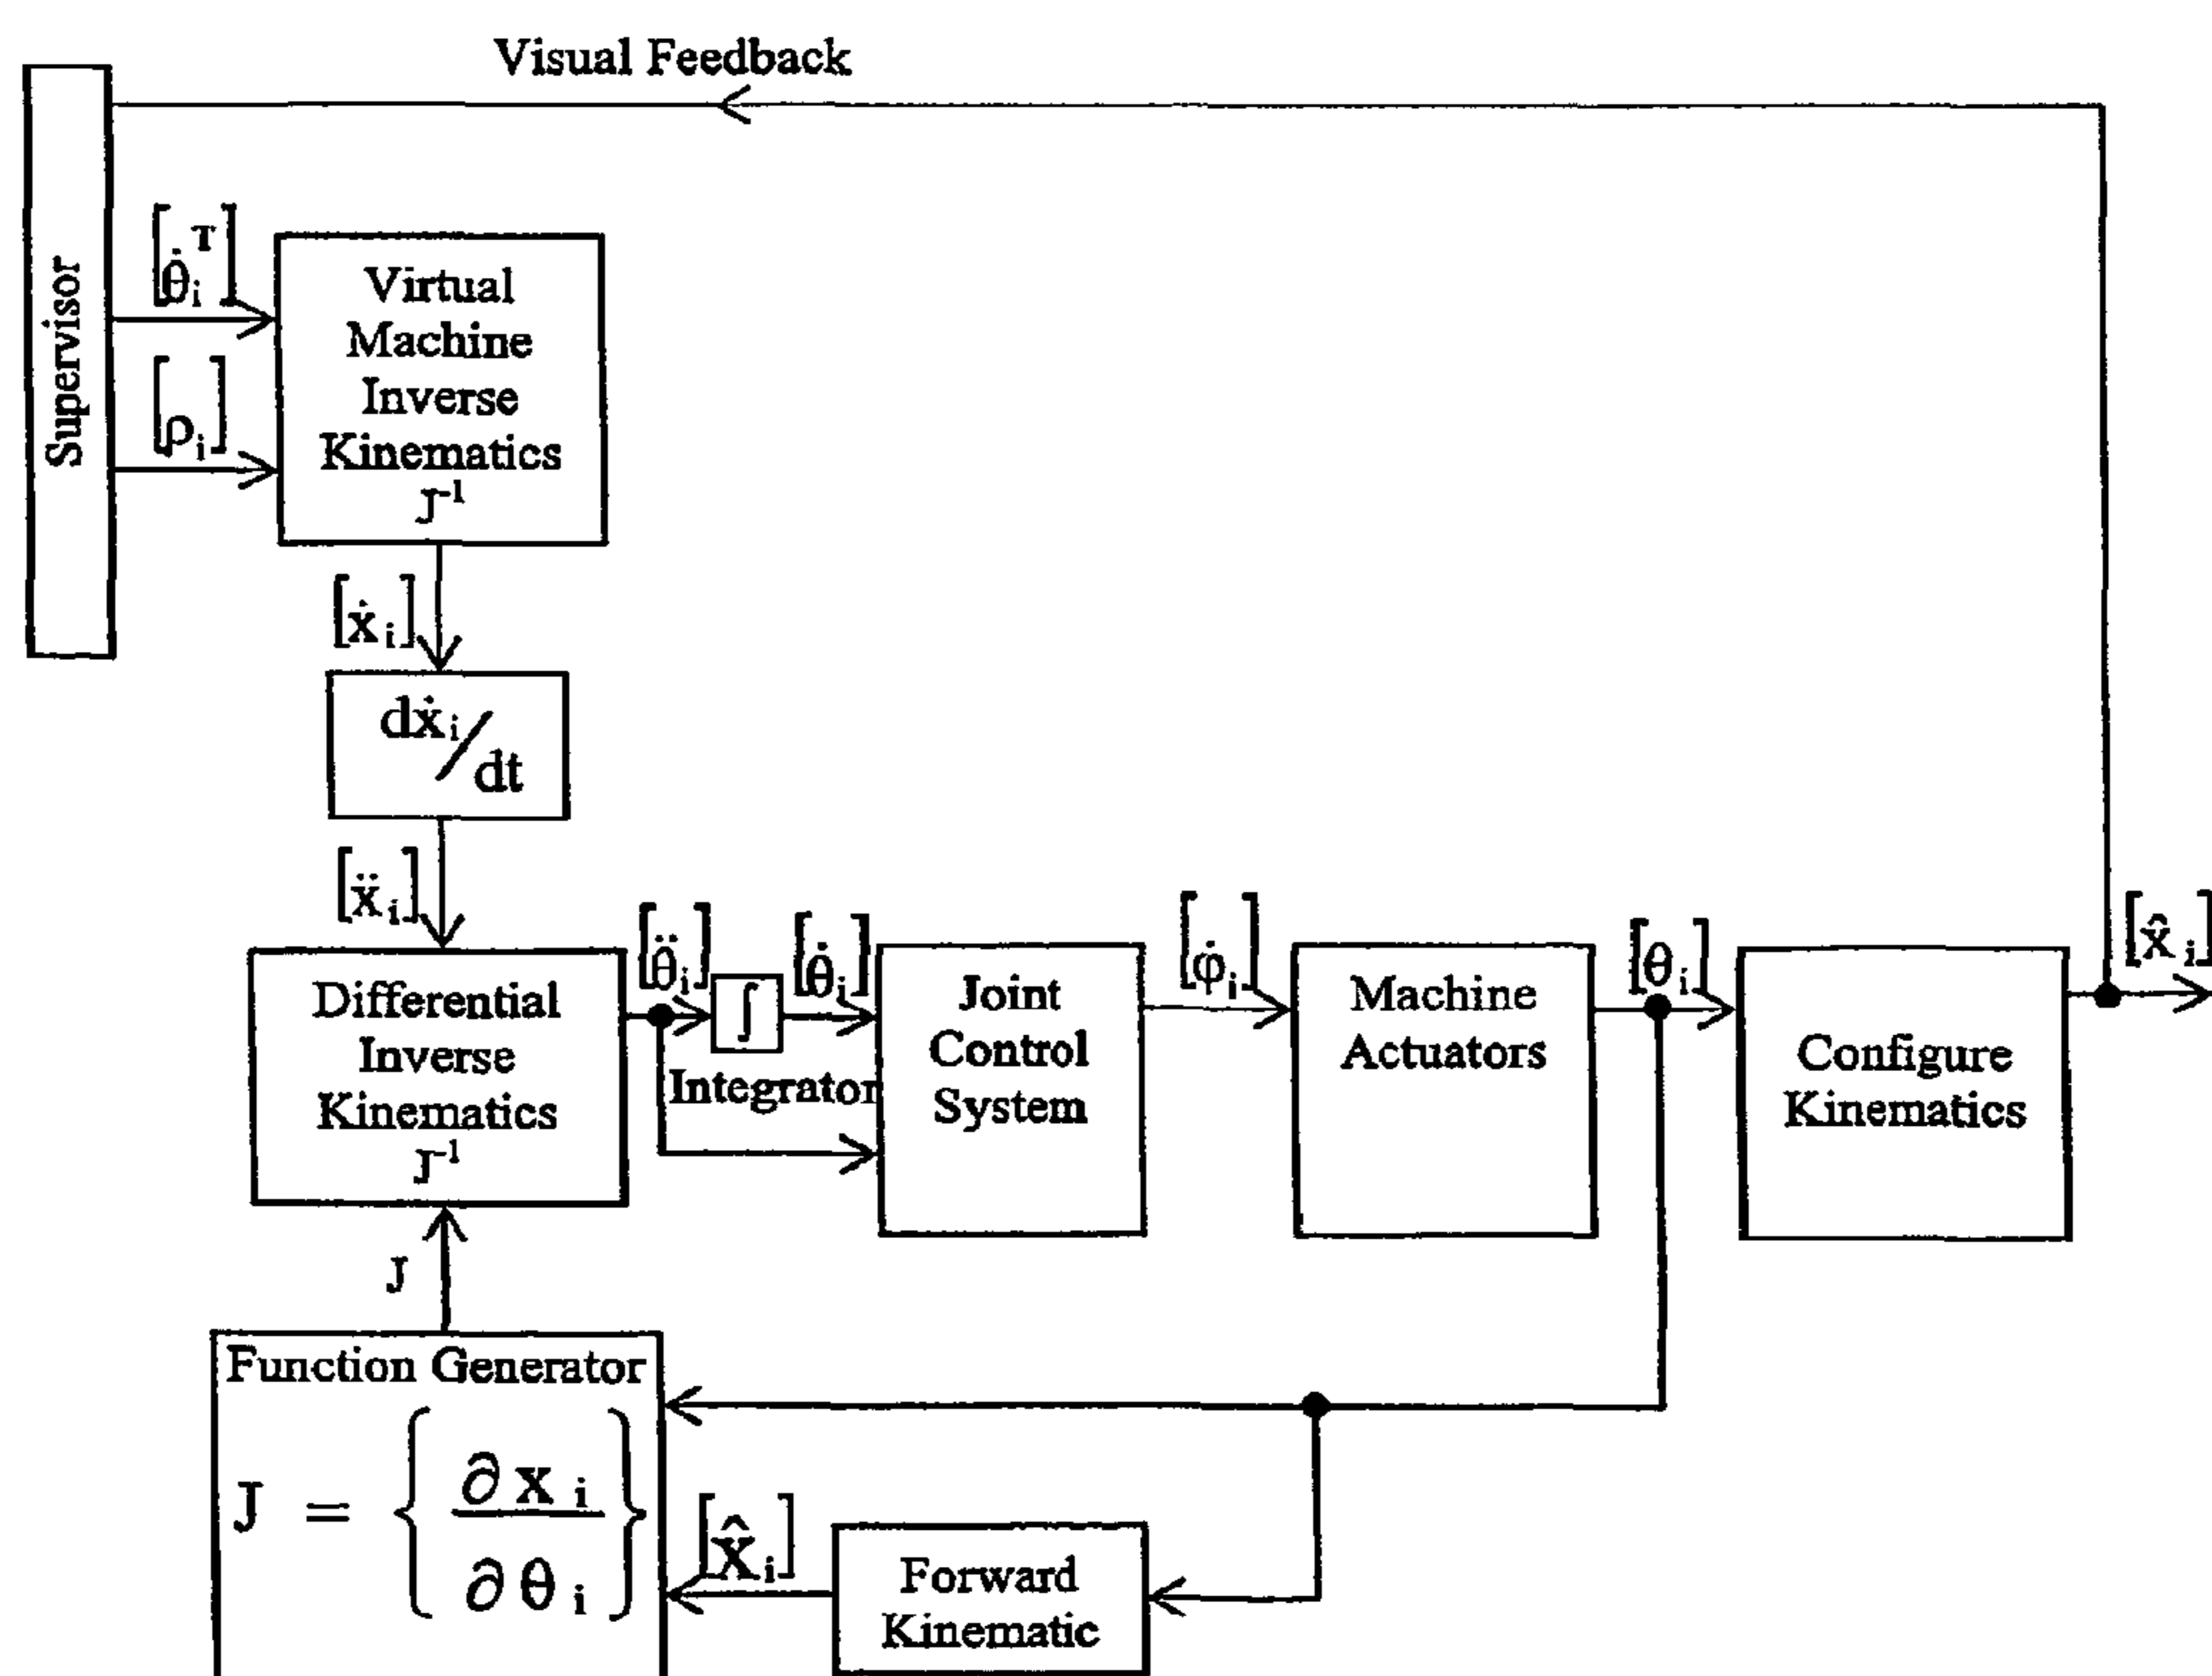 Visual Feedback
Supervisor
[θ̇ᵢᵀ]
[ρᵢ]
Virtual
Machine
Inverse
Kinematics
J⁻¹
[ẋᵢ]
dẋᵢ/dt
[ẍᵢ]
Differential
Inverse
Kinematics
J⁻¹
[θ̈ᵢ]
∫
Integrator
[θ̇ᵢ]
Joint
Control
System
[φ̇ᵢ]
Machine
Actuators
[θᵢ]
Configure
Kinematics
[x̂ᵢ]
J
Function Generator
J = { ∂xᵢ
∂θᵢ }
[x̂ᵢ]
Forward
Kinematic